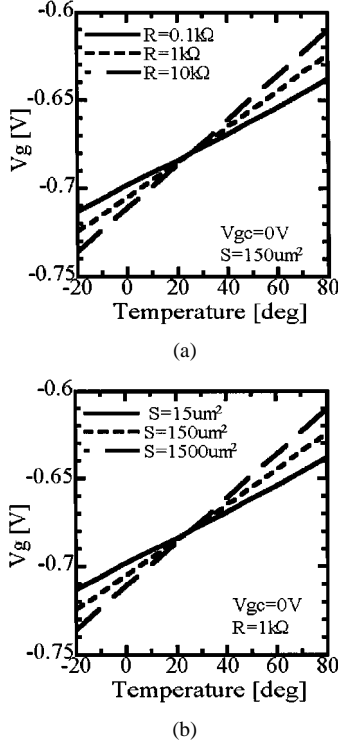 -0.6
R=0.1kΩ
R=1kΩ
R=10kΩ
-0.65
Vg [V]
-0.7
Vgc=0V
S=150um²
-0.75
-20 0 20 40 60 80
Temperature [deg]
(a)
-0.6
S=15um²
S=150um²
S=1500um²
-0.65
Vg [V]
-0.7
Vgc=0V
R=1kΩ
-0.75
-20 0 20 40 60 80
Temperature [deg]
(b)